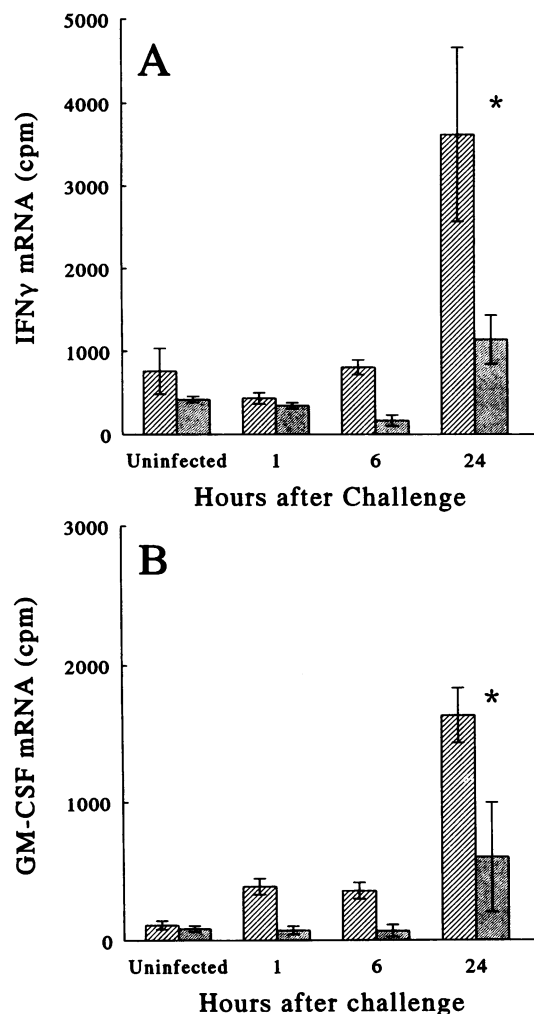 A
5000
4000
3000
2000
1000
0
IFNγ mRNA (cpm)
*
Uninfected 1 6 24
Hours after Challenge
B
3000
2000
1000
0
GM-CSF mRNA (cpm)
*
Uninfected 1 6 24
Hours after challenge